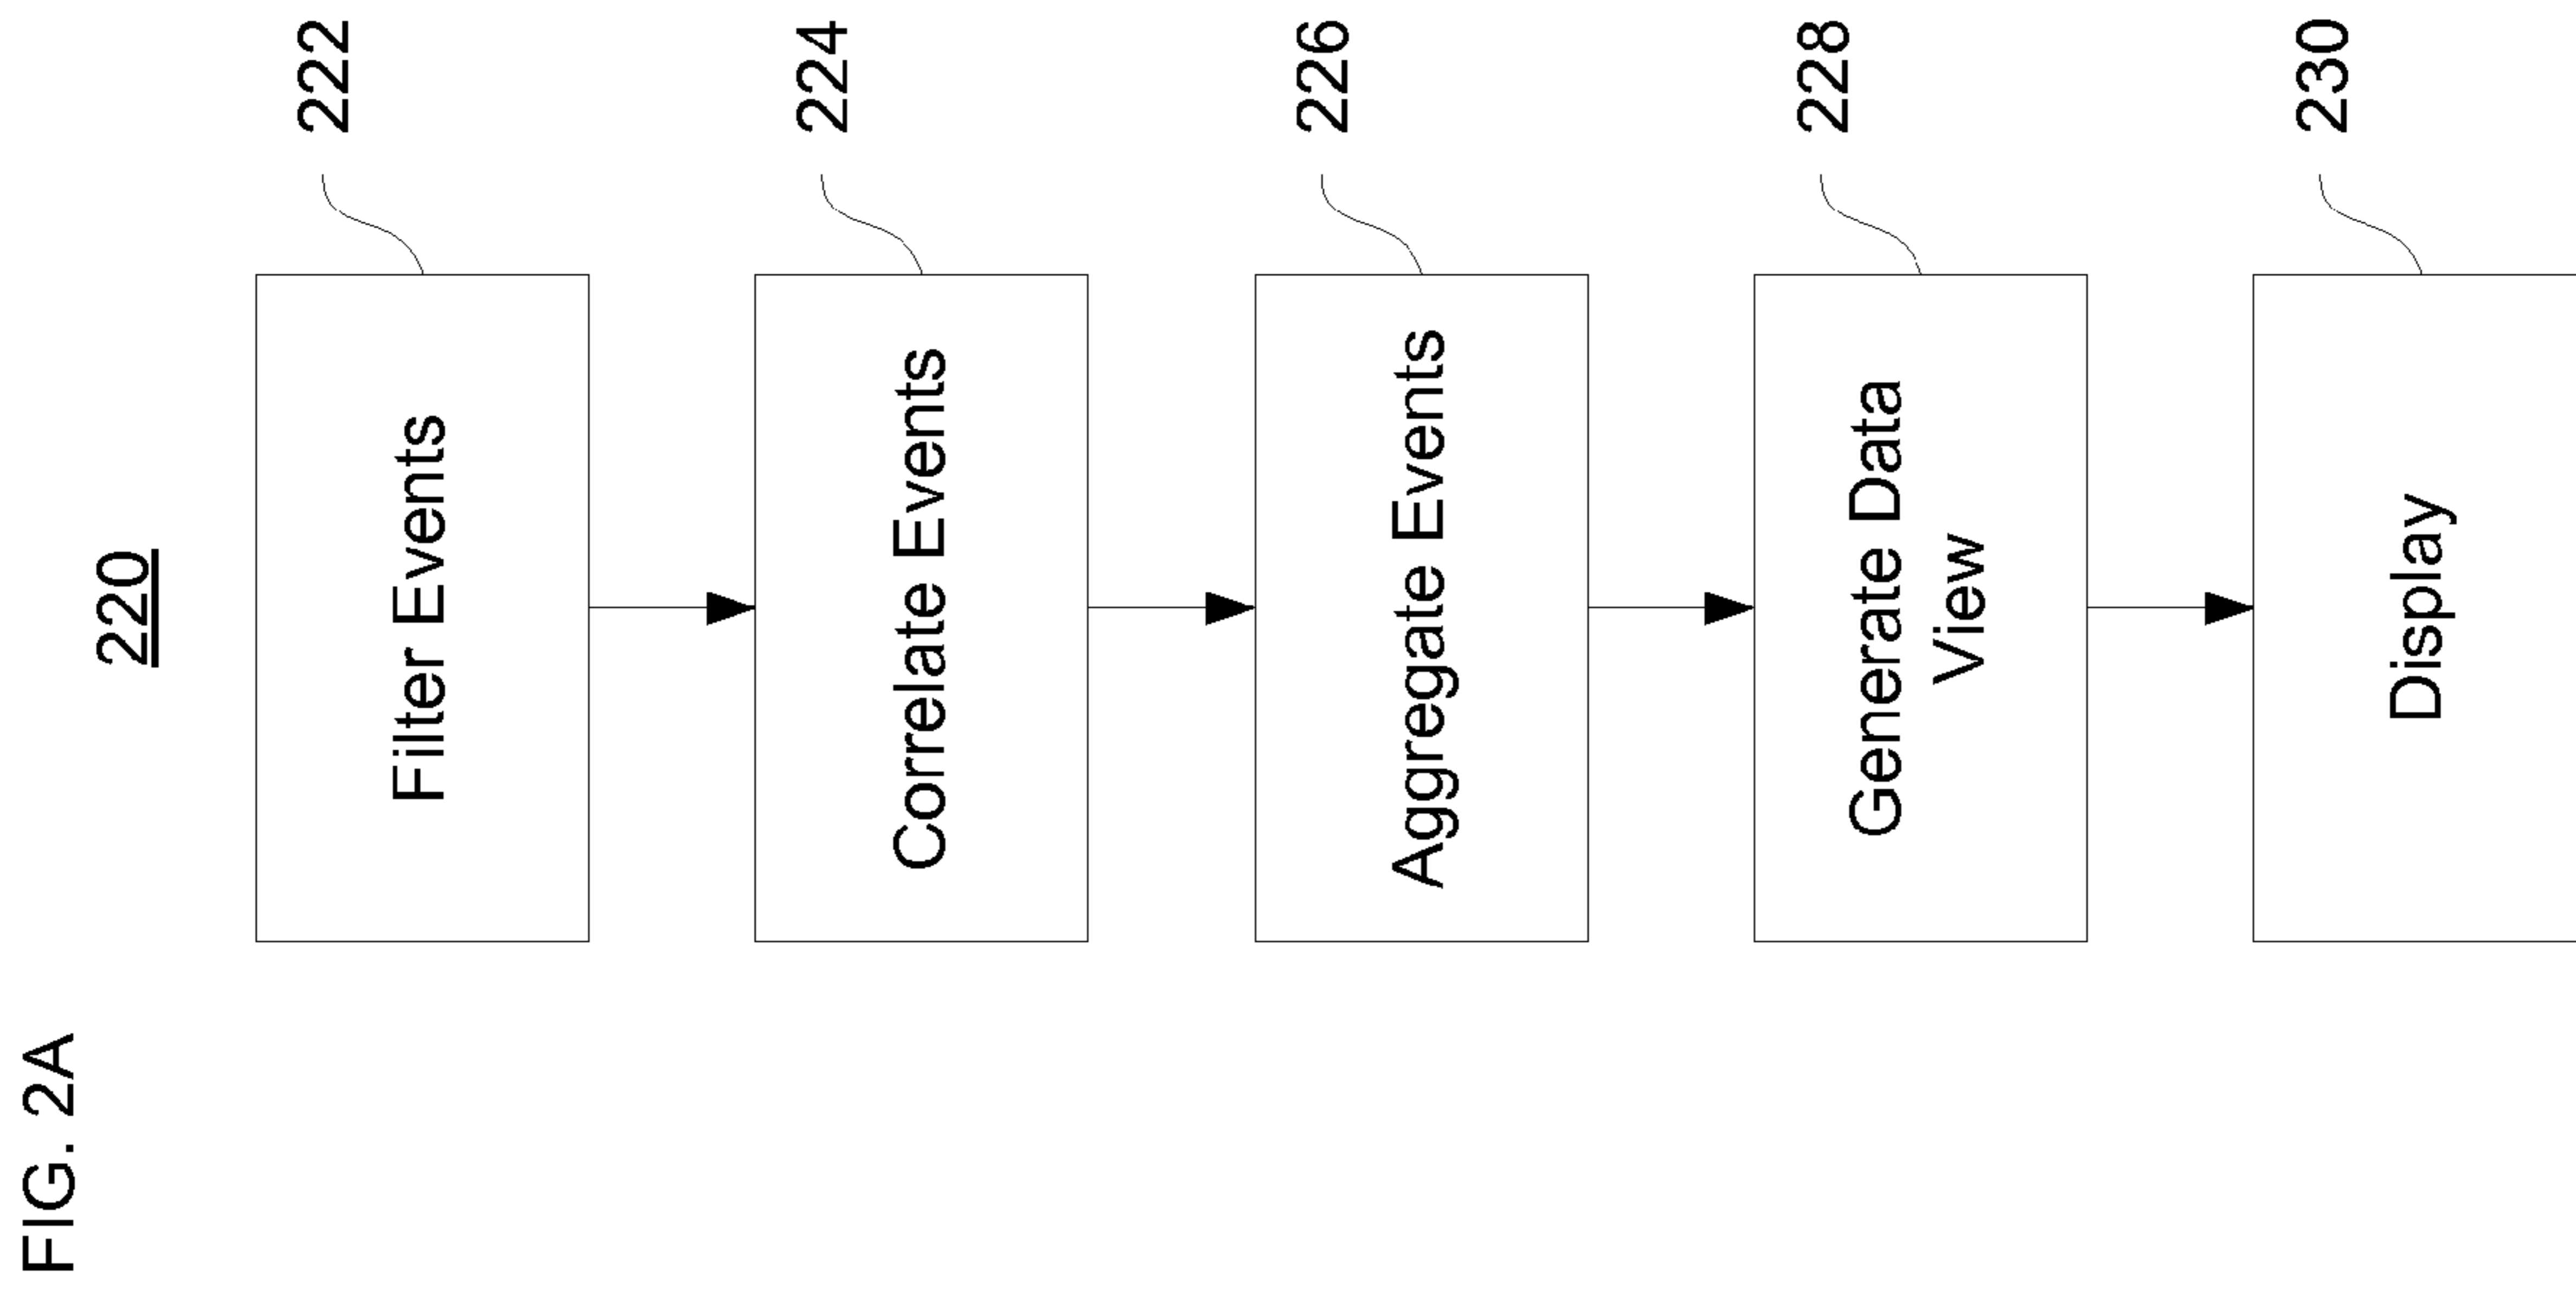 FIG. 2A
220
Filter Events
222
Correlate Events
224
Aggregate Events
226
Generate Data
View
228
Display
230